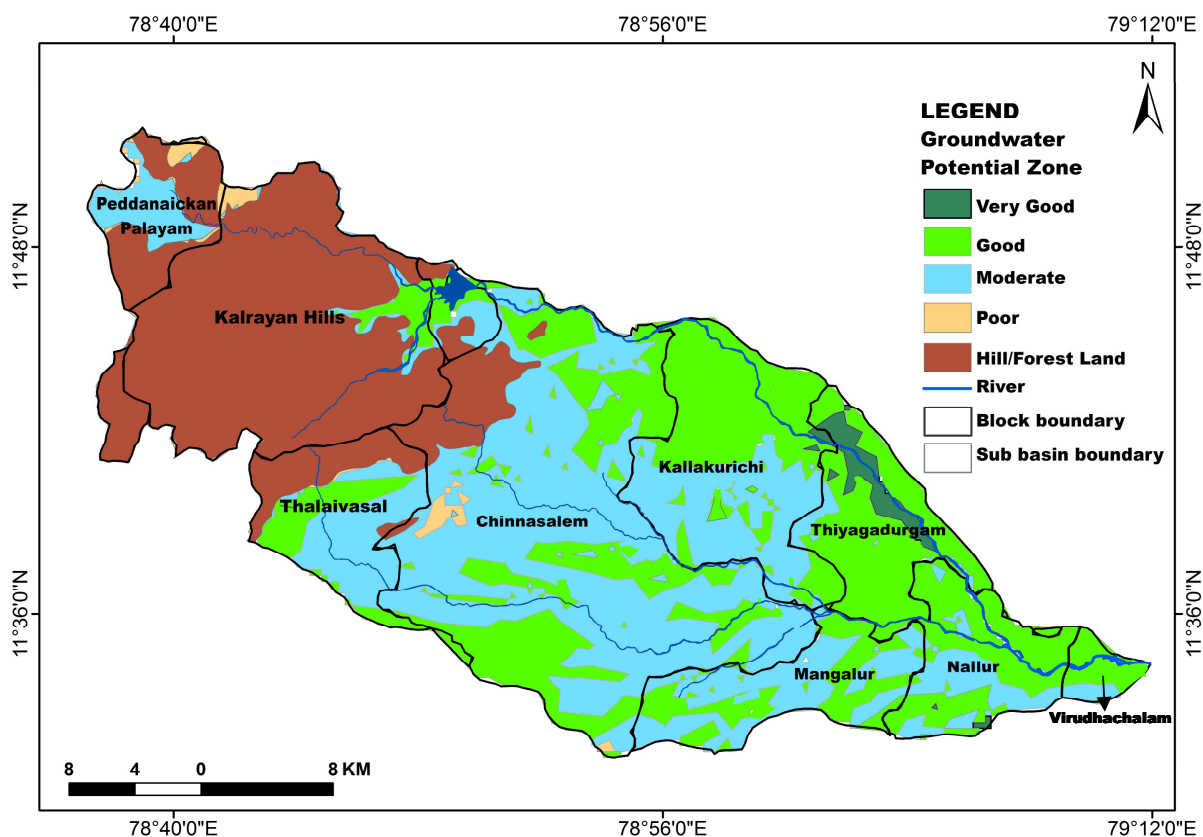 78°40'0"E
78°56'0"E
79°12'0"E
N
LEGEND
Groundwater
Potential Zone
Very Good
Good
Moderate
Poor
Hill/Forest Land
River
Block boundary
Sub basin boundary
11°48'0"N
11°48'0"N
Peddanaickan
Palayam
Kalrayan Hills
Kallakurichi
Thalaivasal
Chinnasalem
Thiyagadurgam
11°36'0"N
11°36'0"N
Mangalur
Nallur
Virudhachalam
8 4 0 8 KM
78°40'0"E
78°56'0"E
79°12'0"E